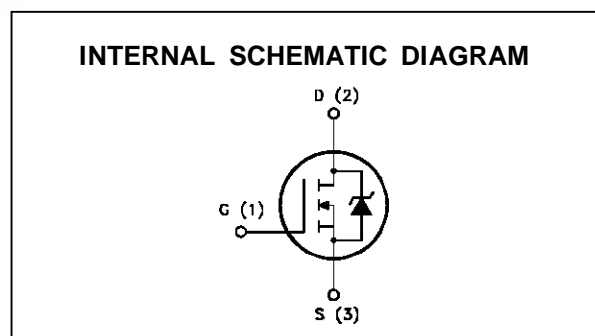 INTERNAL SCHEMATIC DIAGRAM
D (2)
G (1)
S (3)